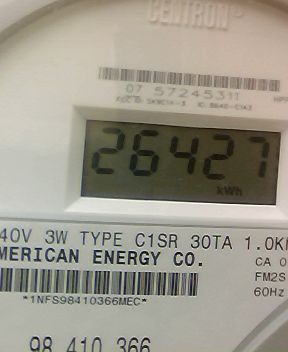 CENTRON
07 57245311
26427
kWh
40V 3W TYPE C1SR 30TA 1.0K
MERICAN ENERGY CO.
CA 0
FM2S
60Hz
*1NFS98410366MEC*
98 410 366